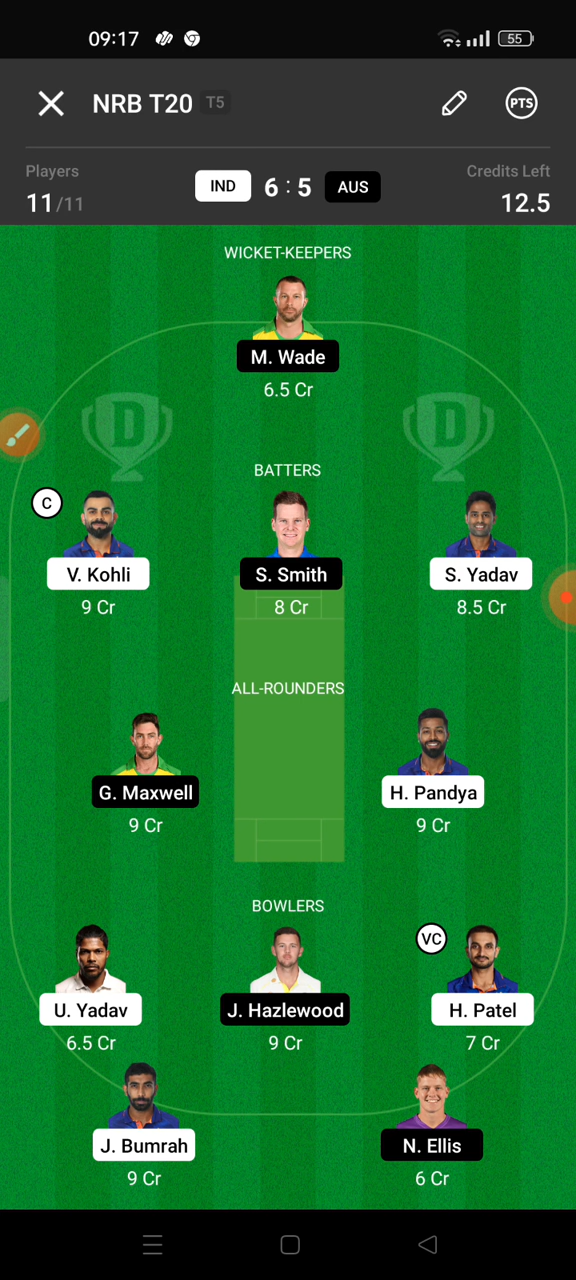 09:17
55
NRB T20 T5
PTS
Players
Credits Left
11/11
IND 6 : 5 AUS
12.5
WICKET-KEEPERS
M. Wade
6.5 Cr
D D
BATTERS
C
V. Kohli S. Smith S. Yadav
9 Cr 8 Cr 8.5 Cr
ALL-ROUNDERS
G. Maxwell H. Pandya
9 Cr 9 Cr
BOWLERS
VC
U. Yadav J. Hazlewood H. Patel
6.5 Cr 9 Cr 7 Cr
J. Bumrah N. Ellis
9 Cr 6 Cr